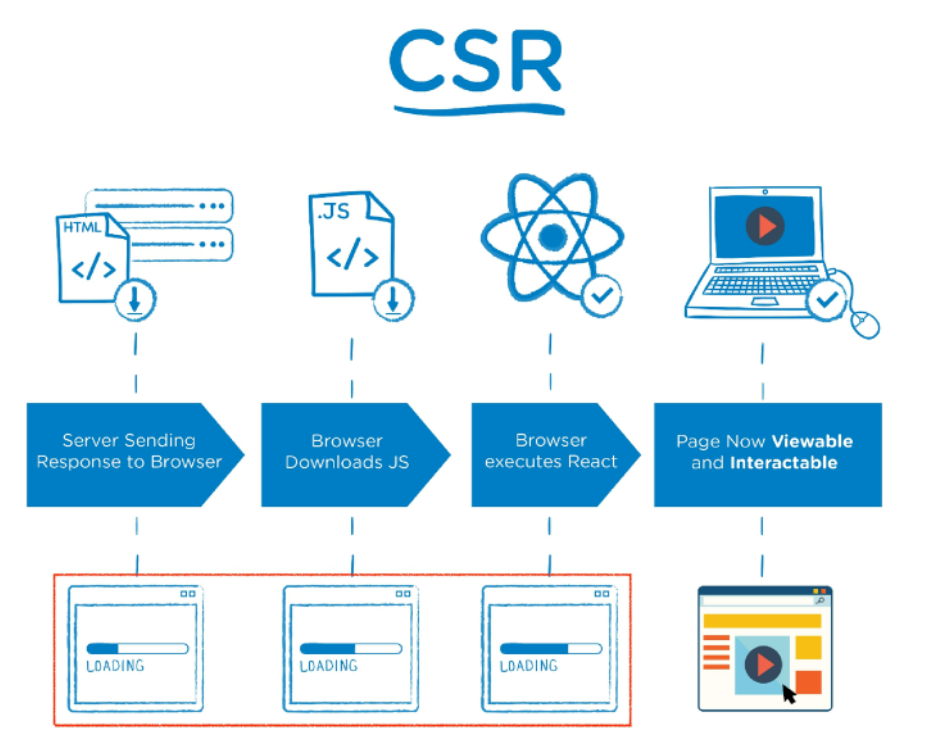 CSR
HTML
</>
.JS
</>
Server Sending
Response to Browser
Browser
Downloads JS
Browser
executes React
Page Now Viewable
and Interactable
LOADING
LOADING
LOADING